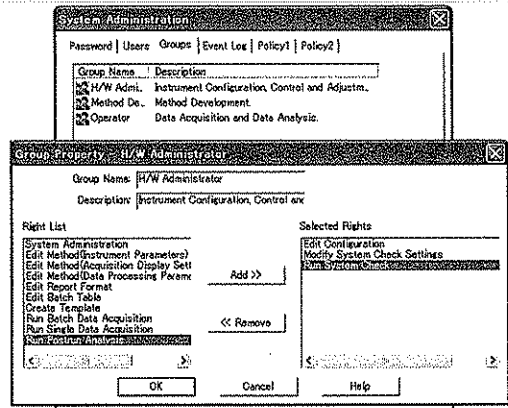 System Administration
Password Users Groups Event Log Policy1 Policy2
Group Name Description
H/W Admi.. Instrument Configuration, Control and Adjustm..
Method De.. Method Development.
Operator Data Acquisition and Data Analysis.
Group Property - H/W Administrator
Group Name: H/W Administrator
Description: Instrument Configuration, Control and
Right List
System Administration
Edit Method(Instrument Parameters)
Edit Method(Acquisition Display Sett
Edit Method(Data Processing Parame
Edit Report Format
Edit Batch Table
Create Template
Run Batch Data Acquisition
Run Single Data Acquisition
Run Postrun Analysis
Add >>
<< Remove
Selected Rights
Edit Configuration
Modify System Check Settings
Run System Check
OK Cancel Help